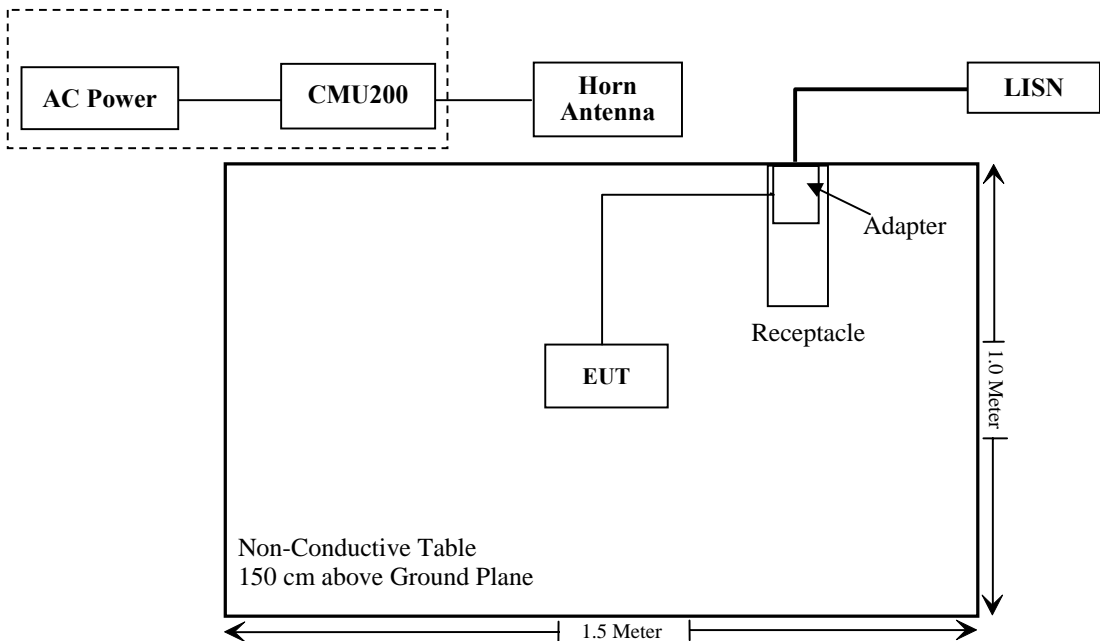 AC Power
CMU200
Horn
Antenna
LISN
Adapter
Receptacle
EUT
1.0 Meter
Non-Conductive Table
150 cm above Ground Plane
1.5 Meter